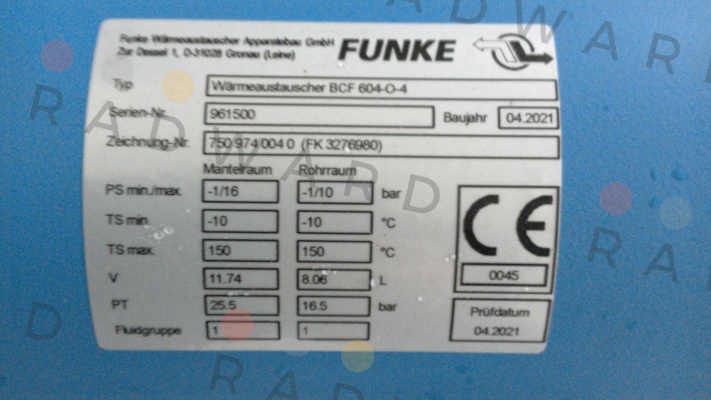 Funke Wärmeaustauscher Apparatebau GmbH
Zur Dessel 1, D-31028 Gronau (Leine)
FUNKE
Typ Wärmeaustauscher BCF 604-O-4
Serien-Nr. 961500 Baujahr 04.2021
Zeichnung-Nr. 750 974 004 0 (FK 3276980)
Mantelraum Rohrraum
PS min./max. -1/16 -1/10 bar
TS min. -10 -10 °C
TS max. 150 150 °C
V 11.74 8.06 L
PT 25.5 16.5 bar
Fluidgruppe 1 1
CE
0045
Prüfdatum
04.2021
RADWARD
RADWARD
RADWARD